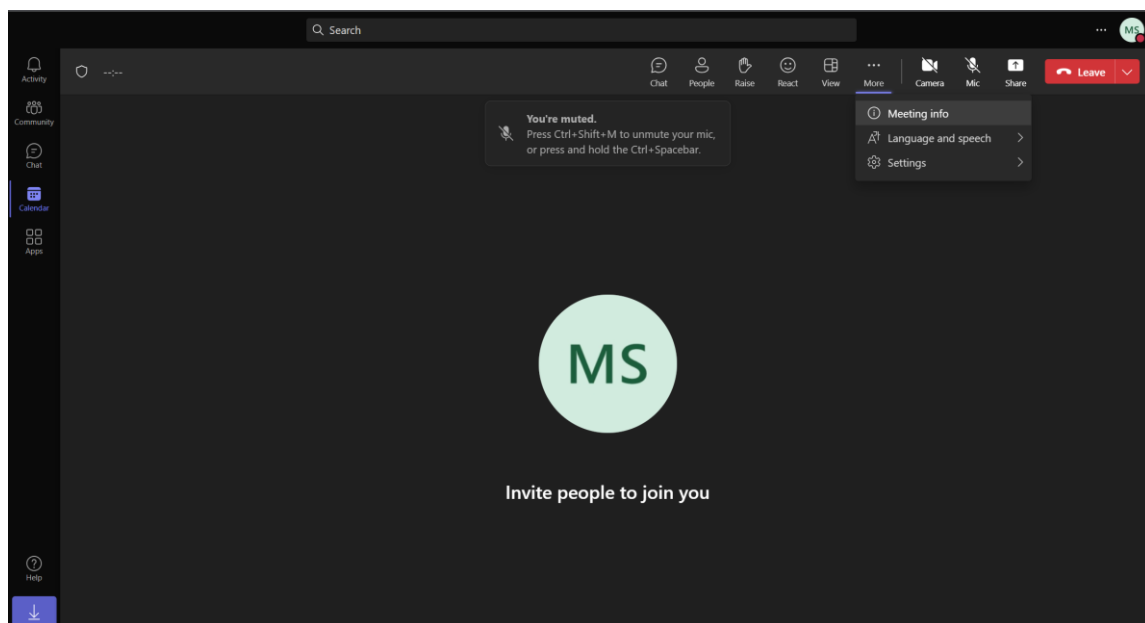 Search
MS
Activity
Community
Chat
Calendar
Apps
Help
--:--
Chat
People
Raise
React
View
More
Camera
Mic
Share
Leave
You're muted.
Press Ctrl+Shift+M to unmute your mic,
or press and hold the Ctrl+Spacebar.
Meeting info
Language and speech
Settings
MS
Invite people to join you